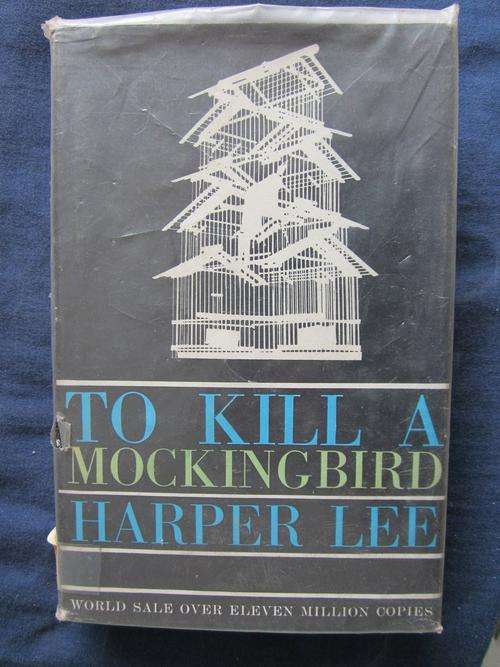 TO KILL A
MOCKINGBIRD
HARPER LEE
WORLD SALE OVER ELEVEN MILLION COPIES